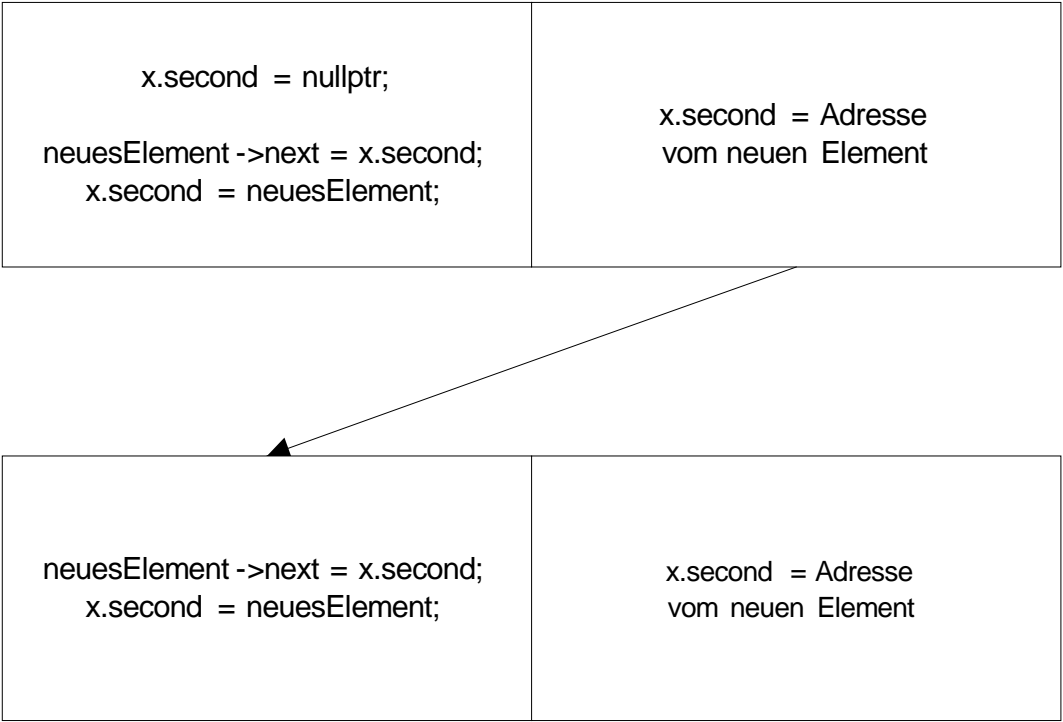 x.second = nullptr;
neuesElement->next = x.second;
x.second = neuesElement;
x.second = Adresse
vom neuen Element
neuesElement->next = x.second;
x.second = neuesElement;
x.second = Adresse
vom neuen Element